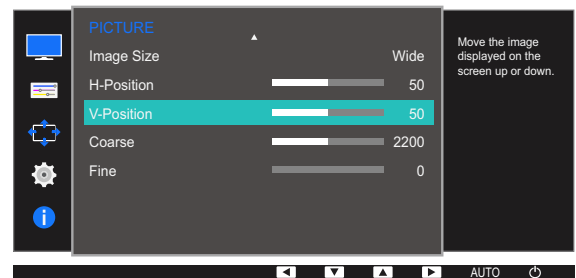 PICTURE
Image Size Wide
H-Position 50
V-Position 50
Coarse 2200
Fine 0
Move the image
displayed on the
screen up or down.
i
AUTO